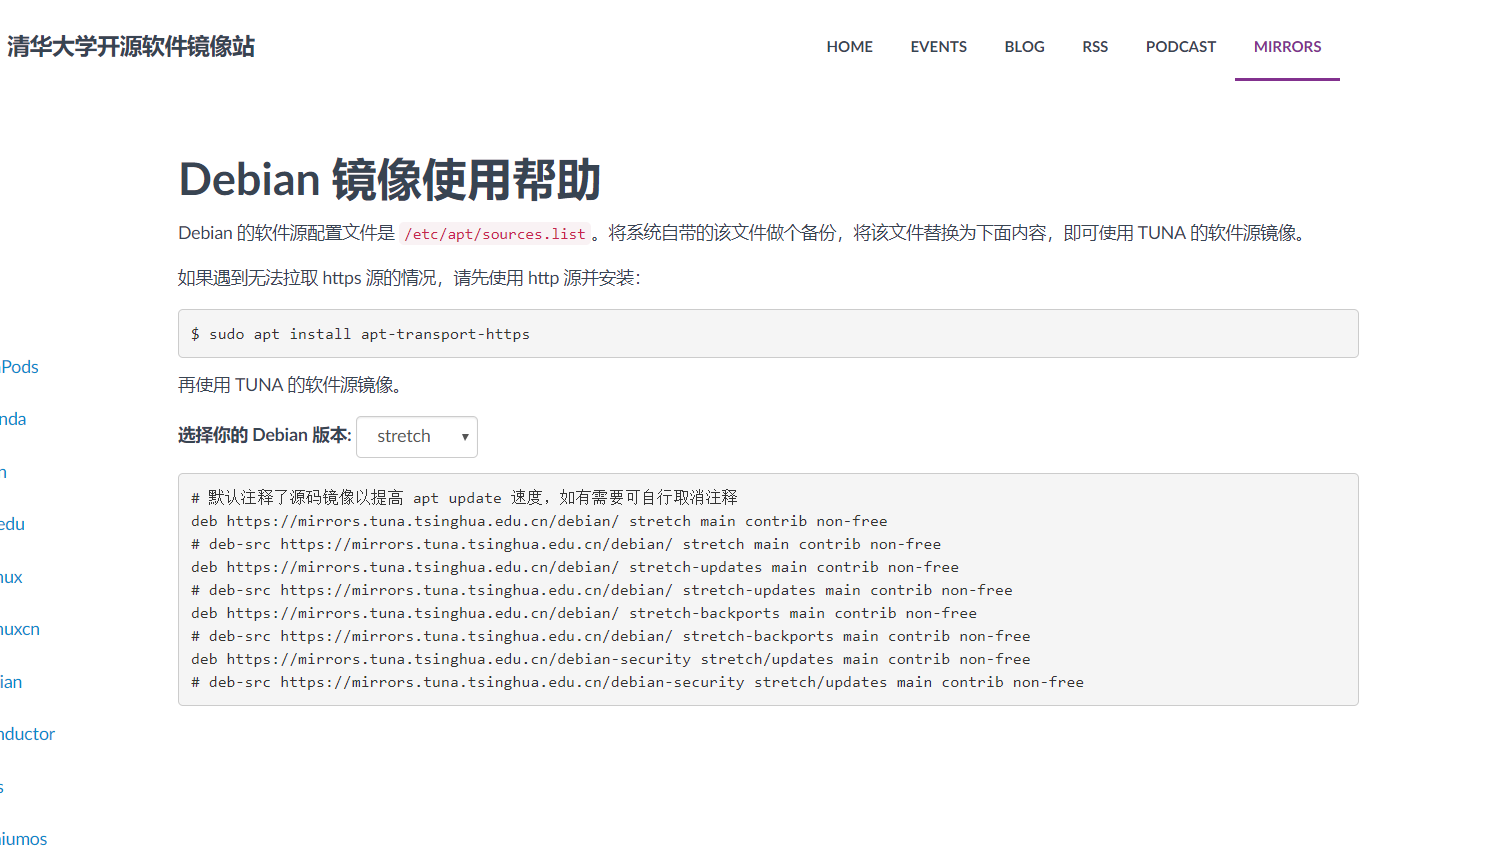 清华大学开源软件镜像站
HOME EVENTS BLOG RSS PODCAST MIRRORS
Debian 镜像使用帮助
Debian 的软件源配置文件是 /etc/apt/sources.list 。将系统自带的该文件做个备份，将该文件替换为下面内容，即可使用 TUNA 的软件源镜像。
如果遇到无法拉取 https 源的情况，请先使用 http 源并安装：
$ sudo apt install apt-transport-https
Pods
再使用 TUNA 的软件源镜像。
nda
选择你的 Debian 版本: stretch
n
# 默认注释了源码镜像以提高 apt update 速度，如有需要可自行取消注释
deb https://mirrors.tuna.tsinghua.edu.cn/debian/ stretch main contrib non-free
edu
# deb-src https://mirrors.tuna.tsinghua.edu.cn/debian/ stretch main contrib non-free
deb https://mirrors.tuna.tsinghua.edu.cn/debian/ stretch-updates main contrib non-free
nux
# deb-src https://mirrors.tuna.tsinghua.edu.cn/debian/ stretch-updates main contrib non-free
deb https://mirrors.tuna.tsinghua.edu.cn/debian/ stretch-backports main contrib non-free
nuxcn
# deb-src https://mirrors.tuna.tsinghua.edu.cn/debian/ stretch-backports main contrib non-free
deb https://mirrors.tuna.tsinghua.edu.cn/debian-security stretch/updates main contrib non-free
ian
# deb-src https://mirrors.tuna.tsinghua.edu.cn/debian-security stretch/updates main contrib non-free
nductor
s
iumos